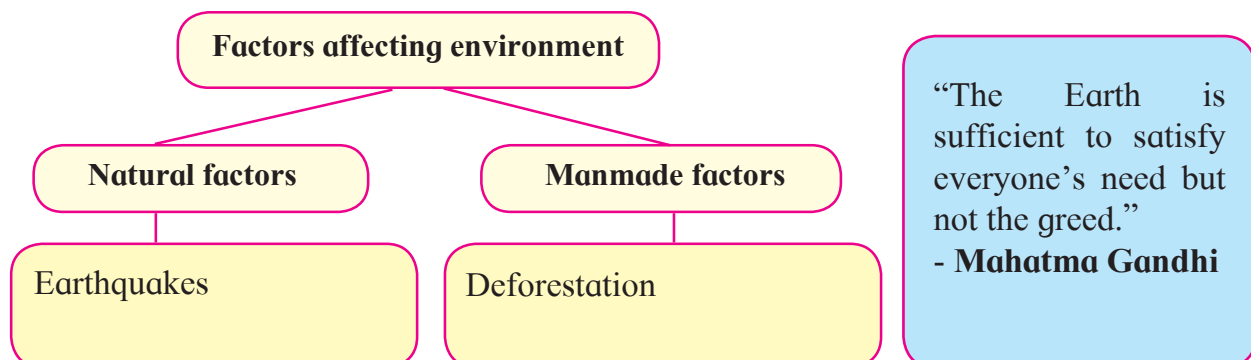 Factors affecting environment
Natural factors
Manmade factors
Earthquakes
Deforestation
“The Earth is
sufficient to satisfy
everyone’s need but
not the greed.”
- Mahatma Gandhi